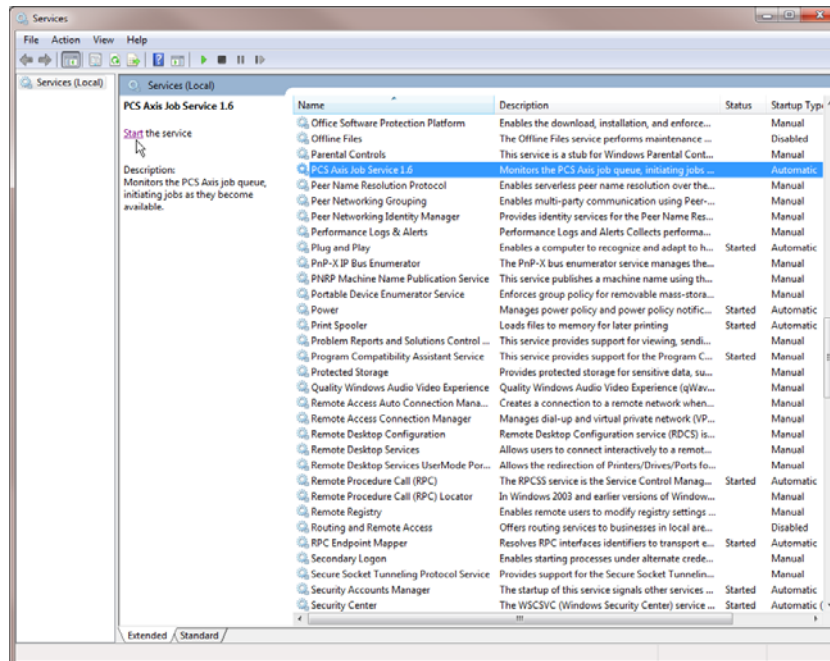 Services
File Action View Help
Services (Local)
Services (Local)
PCS Axis Job Service 1.6
Start the service
Description:
Monitors the PCS Axis job queue,
initiating jobs as they become
available.
Name Description Status Startup Type
Office Software Protection Platform Enables the download, installation, and enforce... Manual
Offline Files The Offline Files service performs maintenance ... Disabled
Parental Controls This service is a stub for Windows Parental Cont... Manual
PCS Axis Job Service 1.6 Monitors the PCS Axis job queue, initiating jobs ... Automatic
Peer Name Resolution Protocol Enables serverless peer name resolution over the... Manual
Peer Networking Grouping Enables multi-party communication using Peer-... Manual
Peer Networking Identity Manager Provides identity services for the Peer Name Res... Manual
Performance Logs & Alerts Performance Logs and Alerts Collects performa... Manual
Plug and Play Enables a computer to recognize and adapt to h... Started Automatic
PnP-X IP Bus Enumerator The PnP-X bus enumerator service manages the... Manual
PNRP Machine Name Publication Service This service publishes a machine name using th... Manual
Portable Device Enumerator Service Enforces group policy for removable mass-stora... Manual
Power Manages power policy and power policy notific... Started Automatic
Print Spooler Loads files to memory for later printing Started Automatic
Problem Reports and Solutions Control ... This service provides support for viewing, sendi... Manual
Program Compatibility Assistant Service This service provides support for the Program C... Started Manual
Protected Storage Provides protected storage for sensitive data, su... Manual
Quality Windows Audio Video Experience Quality Windows Audio Video Experience (qWav... Manual
Remote Access Auto Connection Mana... Creates a connection to a remote network when... Manual
Remote Access Connection Manager Manages dial-up and virtual private network (VP... Manual
Remote Desktop Configuration Remote Desktop Configuration service (RDCS) is... Manual
Remote Desktop Services Allows users to connect interactively to a remot... Manual
Remote Desktop Services UserMode Por... Allows the redirection of Printers/Drives/Ports fo... Manual
Remote Procedure Call (RPC) The RPCSS service is the Service Control Manag... Started Automatic
Remote Procedure Call (RPC) Locator In Windows 2003 and earlier versions of Window... Manual
Remote Registry Enables remote users to modify registry settings ... Manual
Routing and Remote Access Offers routing services to businesses in local are... Disabled
RPC Endpoint Mapper Resolves RPC interfaces identifiers to transport e... Started Automatic
Secondary Logon Enables starting processes under alternate crede... Manual
Secure Socket Tunneling Protocol Service Provides support for the Secure Socket Tunnelin... Manual
Security Accounts Manager The startup of this service signals other services ... Started Automatic
Security Center The WSCSVC (Windows Security Center) service ... Started Automatic (
Extended Standard